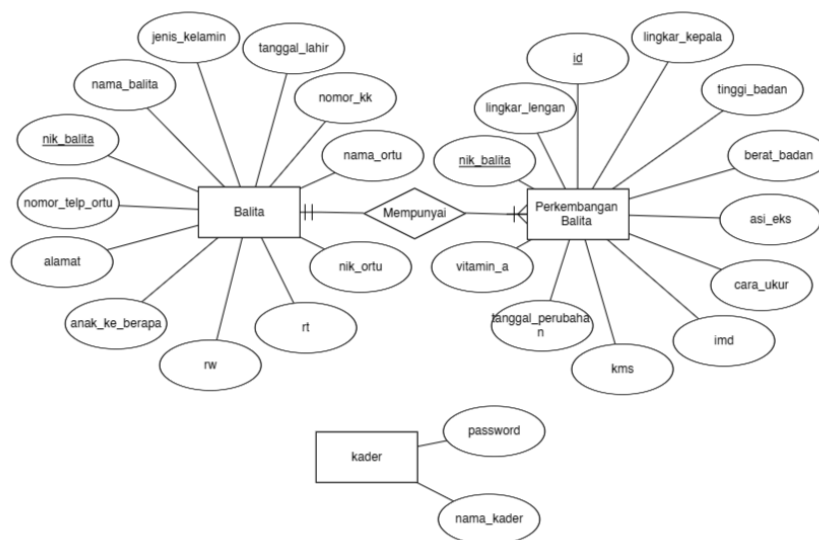 jenis_kelamin
tanggal_lahir
nama_balita
nomor_kk
nik_balita
nama_ortu
nomor_telp_ortu
Balita
alamat
nik_ortu
anak_ke_berapa
rt
rw
Mempunyai
id
lingkar_kepala
lingkar_lengan
tinggi_badan
nik_balita
berat_badan
Perkembangan
Balita
asi_eks
vitamin_a
cara_ukur
tanggal_perubaha
n
imd
kms
kader
password
nama_kader